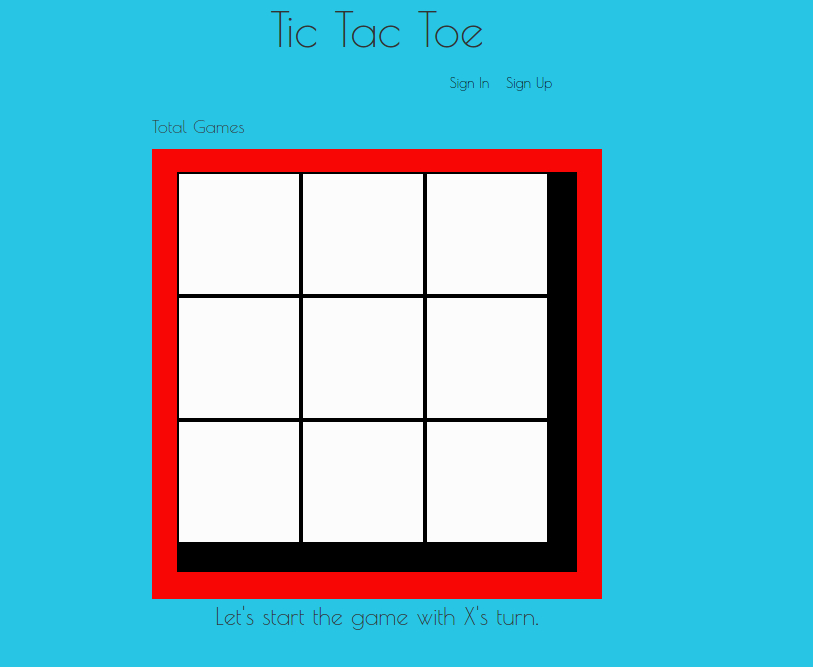 Tic Tac Toe
Sign In Sign Up
Total Games
Let's start the game with X's turn.